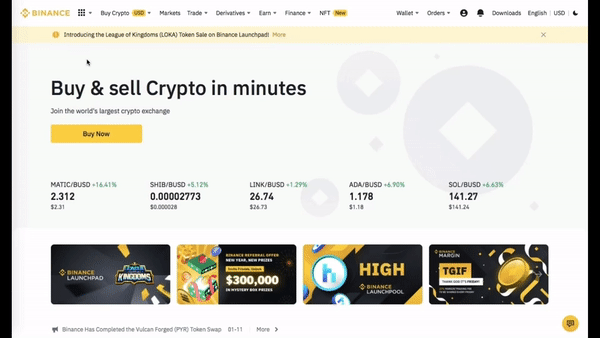 BINANCE Buy Crypto USD Markets Trade Derivatives Earn Finance NFT New Wallet Orders Downloads English USD
Introducing the League of Kingdoms (LOKA) Token Sale on Binance Launchpad! More
Buy & sell Crypto in minutes
Join the world's largest crypto exchange
Buy Now
MATIC/BUSD +16.41% SHIB/BUSD +5.12% LINK/BUSD +1.29% ADA/BUSD +6.90% SOL/BUSD +6.63%
2.312 0.00002773 26.74 1.178 141.27
$2.31 $0.000028 $26.73 $1.18 $141.24
BINANCE
LAUNCHPAD
LEAGUE OF
KINGDOMS
BINANCE REFERRAL OFFER
NEW YEAR, NEW PRIZES
$300,000
IN MYSTERY BOX PRIZES
HIGH
BINANCE
LAUNCHPOOL
BINANCE
MARGIN
TGIF
THANK GOD IT'S FRIDAY!
Binance Has Completed the Vulcan Forged (PYR) Token Swap 01-11 More